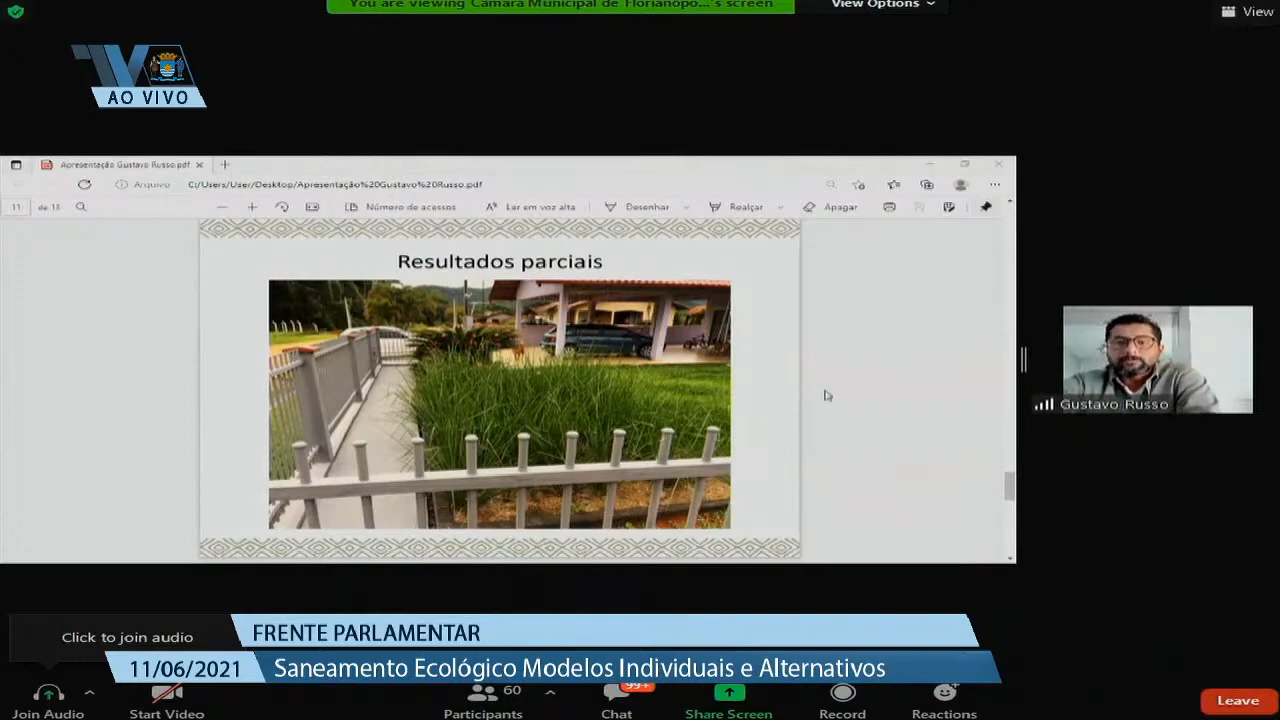 You are viewing Câmara Municipal de Florianópo...'s screen
View Options
View
TV
AO VIVO
Apresentação Gustavo Russo.pdf
Arquivo
C:/Users/User/Desktop/Apresentação%20Gustavo%20Russo.pdf
11 de 18
Número de acessos
Ler em voz alta
Desenhar
Realçar
Apagar
Resultados parciais
Gustavo Russo
Click to join audio
FRENTE PARLAMENTAR
11/06/2021
Saneamento Ecológico Modelos Individuais e Alternativos
Join Audio
Start Video
60
Participants
99+
Chat
Share Screen
Record
Reactions
Leave